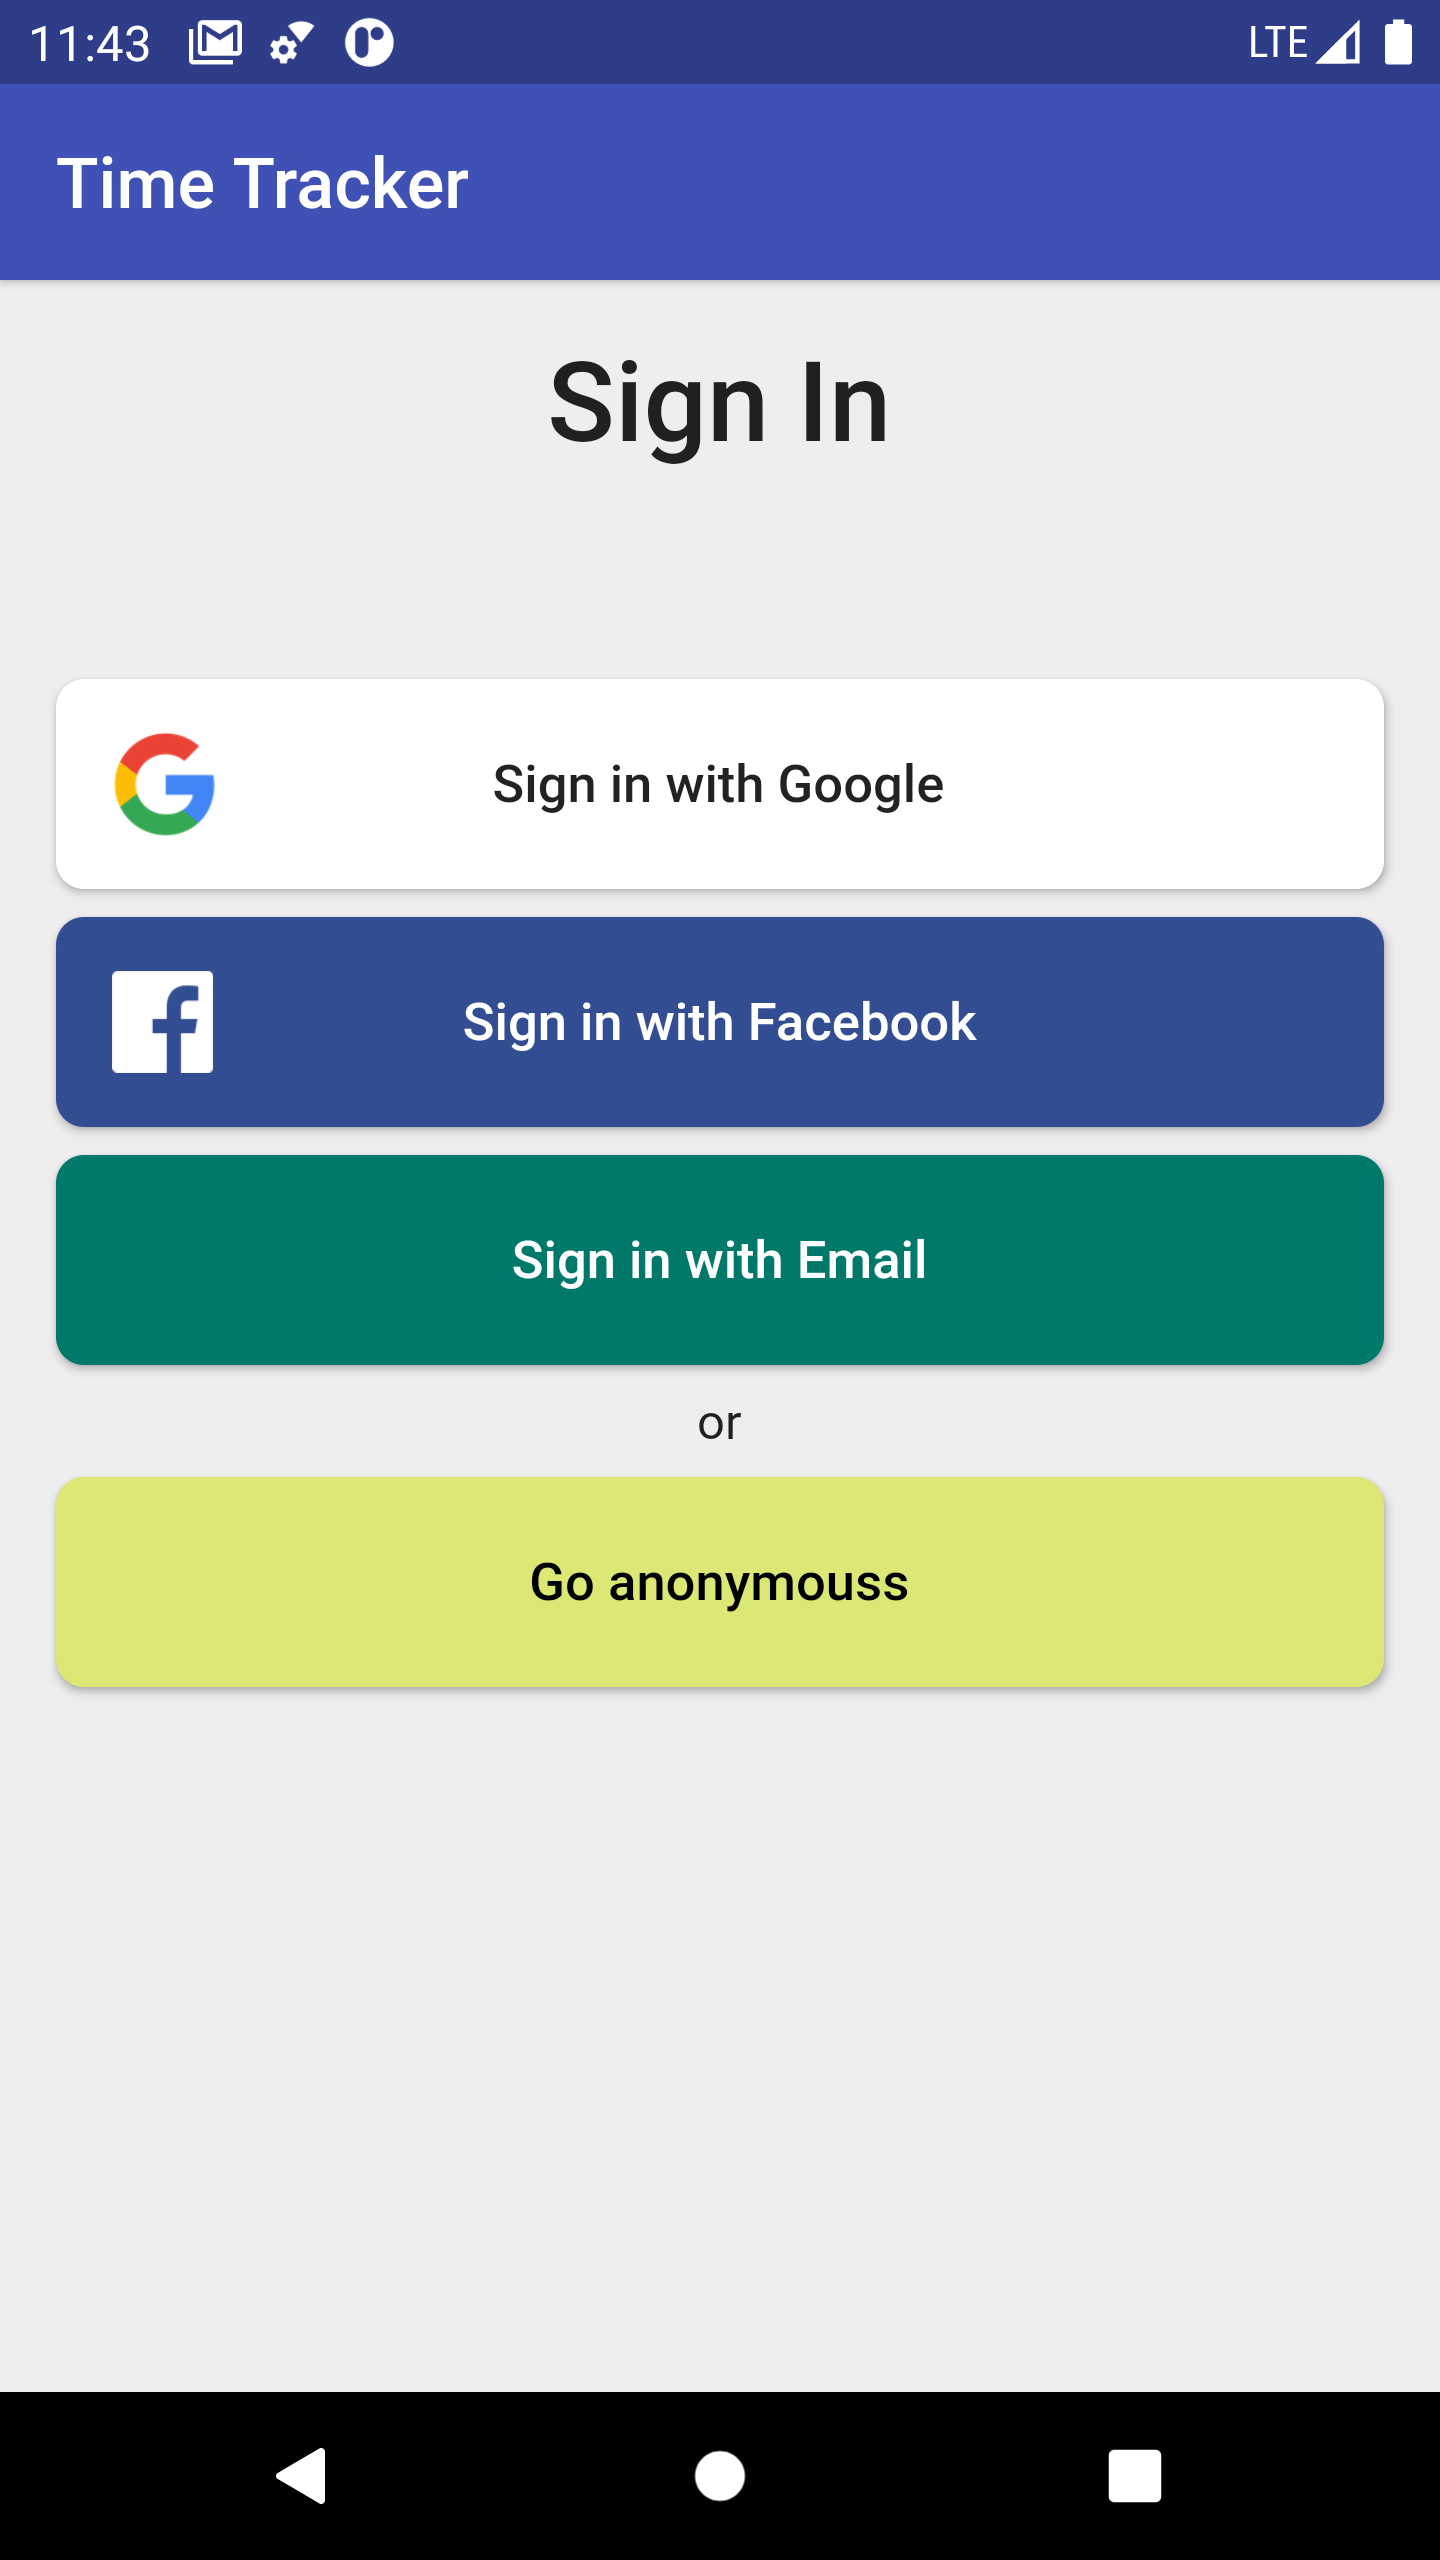 11:43 LTE
Time Tracker
Sign In
Sign in with Google
Sign in with Facebook
Sign in with Email
or
Go anonymouss